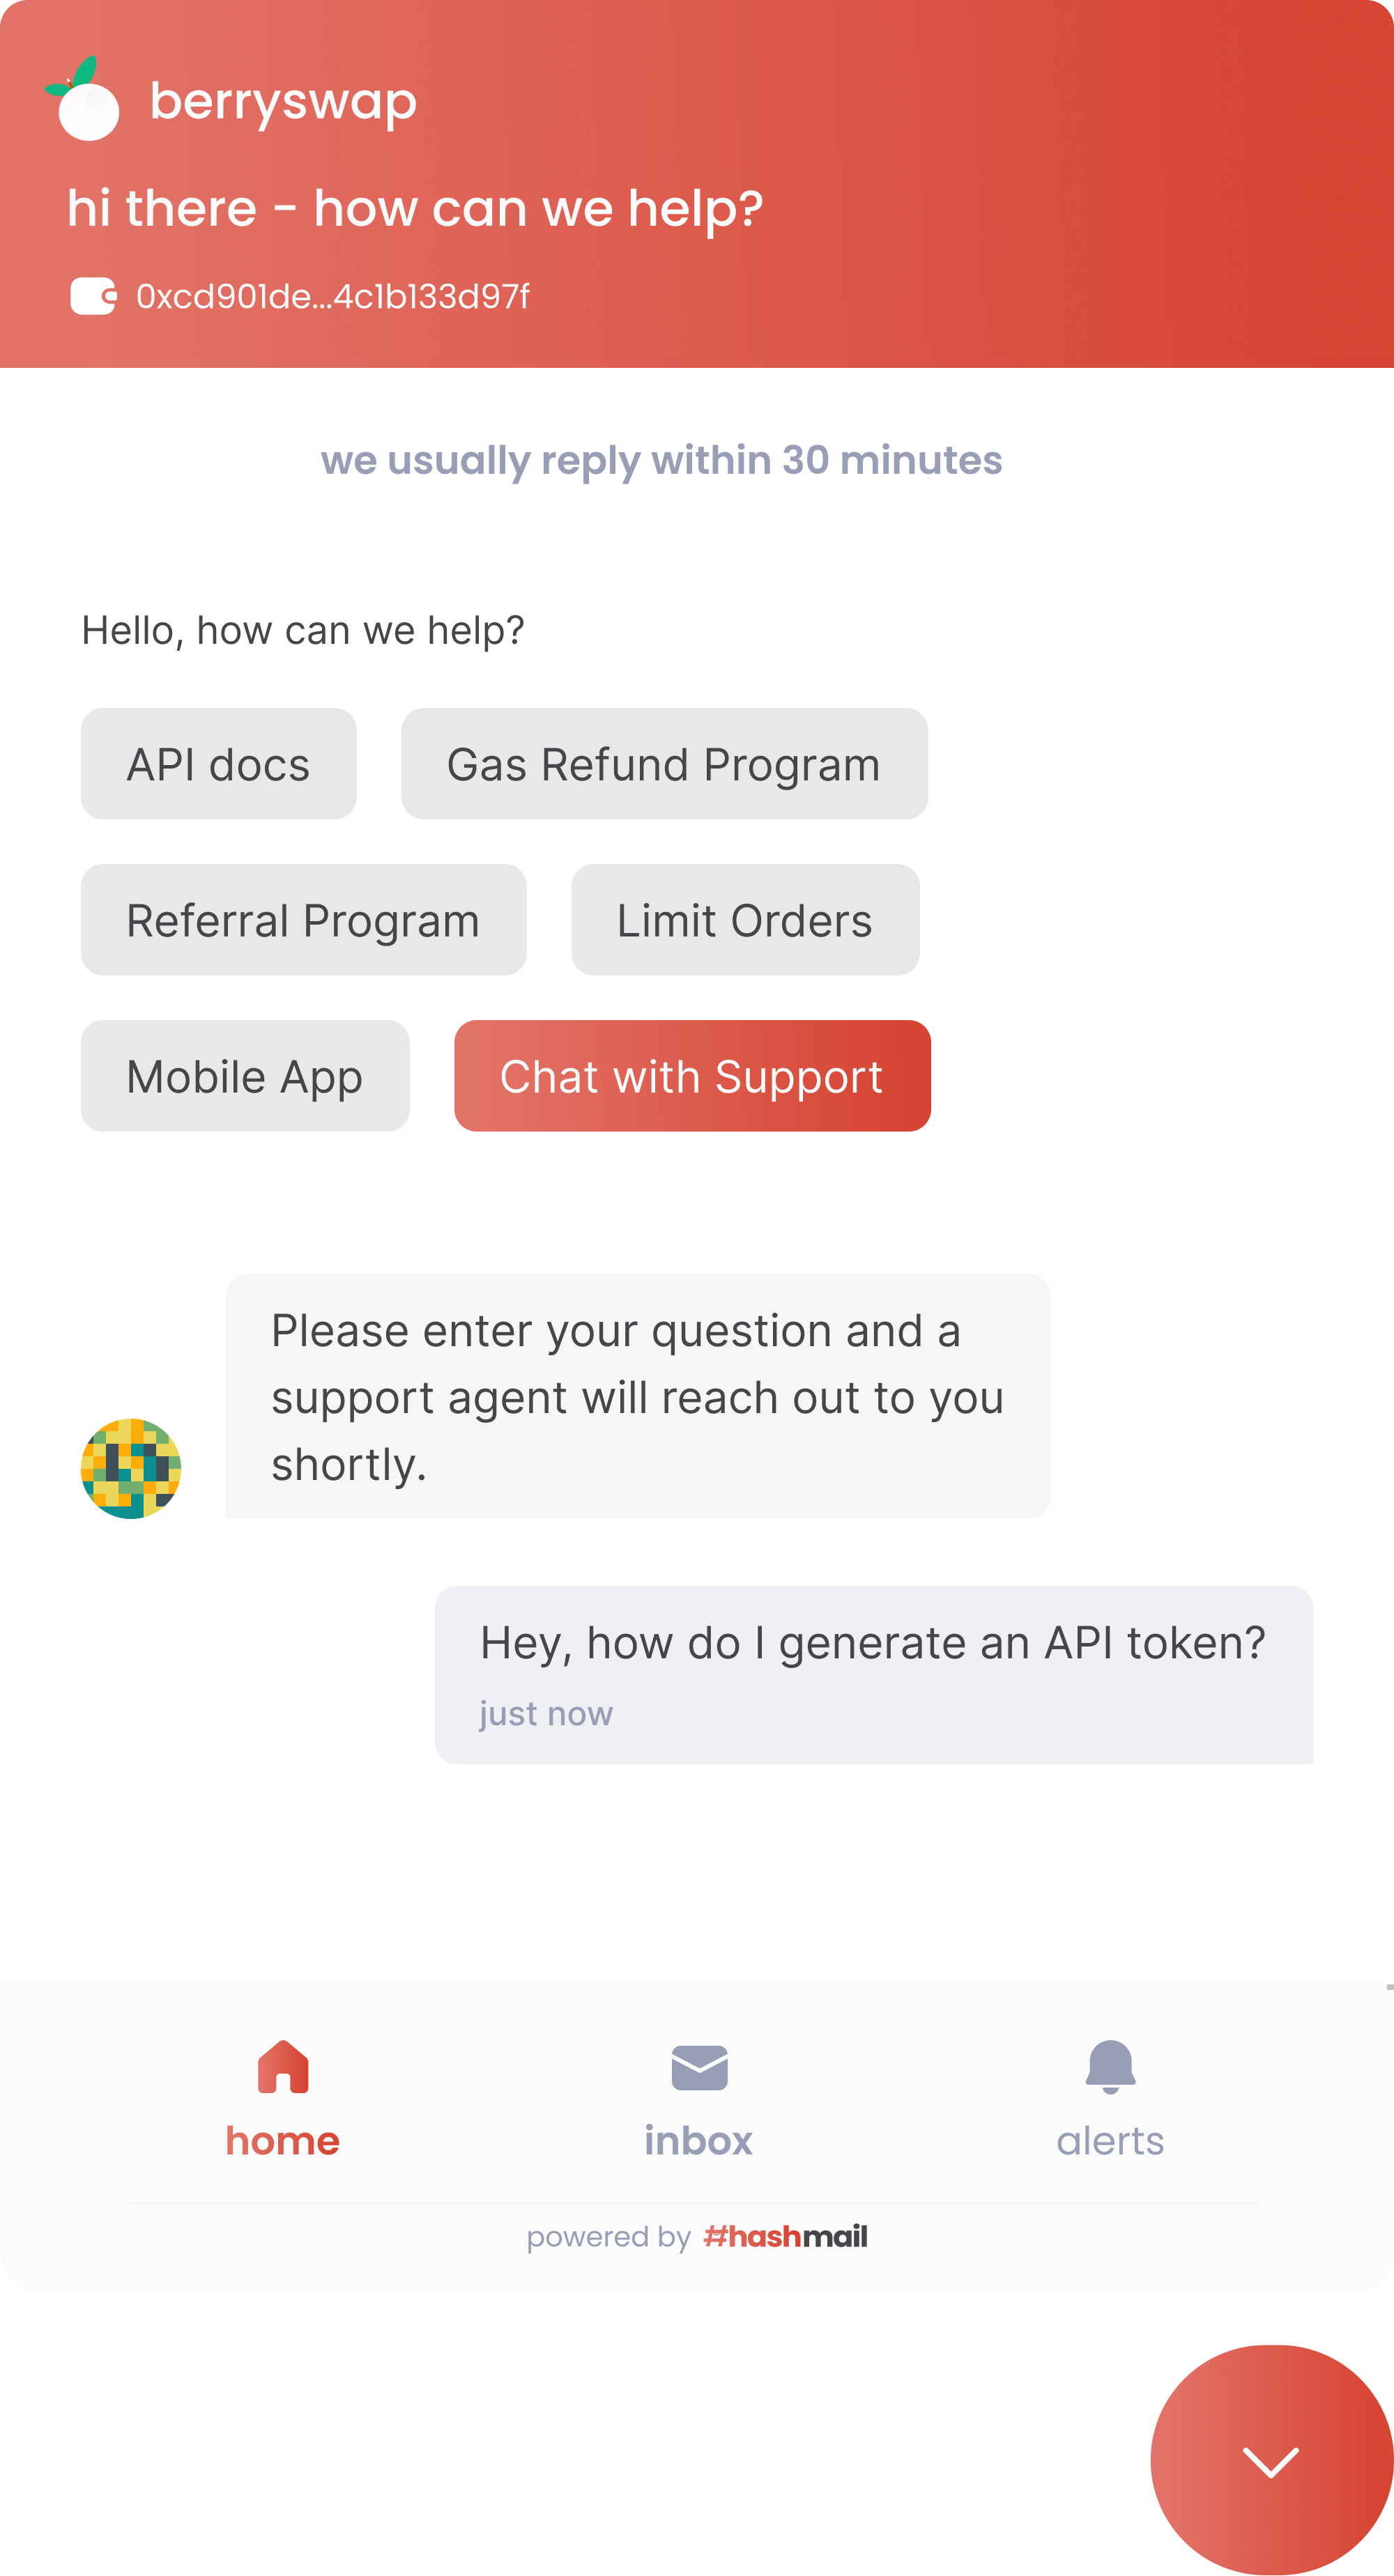 berryswap
hi there - how can we help?
0xcd901de...4c1b133d97f
we usually reply within 30 minutes
Hello, how can we help?
API docs
Gas Refund Program
Referral Program
Limit Orders
Mobile App
Chat with Support
Please enter your question and a
support agent will reach out to you
shortly.
Hey, how do I generate an API token?
just now
home
inbox
alerts
powered by #hashmail